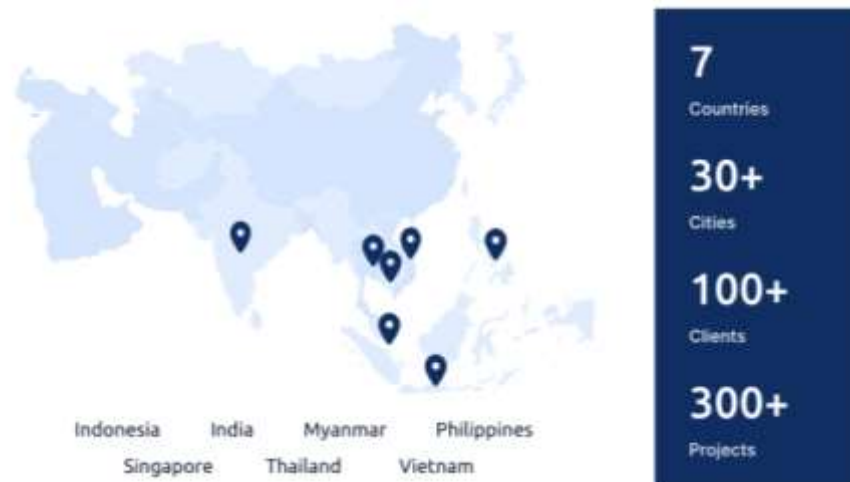 7
Countries
30+
Cities
100+
Clients
300+
Projects
Indonesia India Myanmar Philippines
Singapore Thailand Vietnam